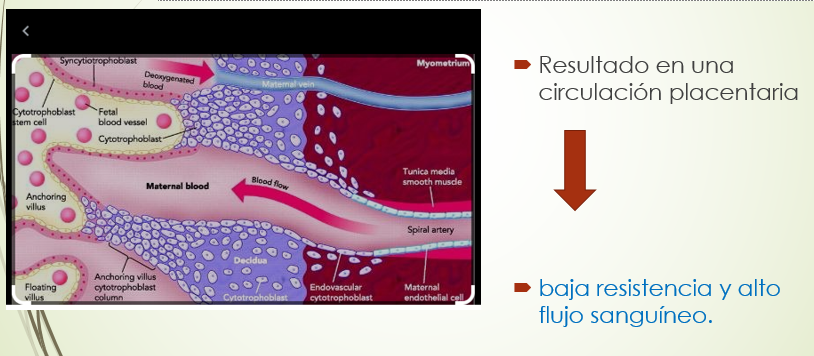 Syncytiotrophoblast
Deoxygenated
blood
Maternal vein
Myometrium
Cytotrophoblast
stem cell
Fetal
blood vessel
Cytotrophoblast
Tunica media
smooth muscle
Maternal blood
Blood flow
Anchoring
villus
Spiral artery
Decidua
Floating
villus
Anchoring villus
cytotrophoblast
column
Cytotrophoblast
Endovascular
cytotrophoblast
Maternal
endothelial cell
Resultado en una
circulación placentaria
baja resistencia y alto
flujo sanguíneo.